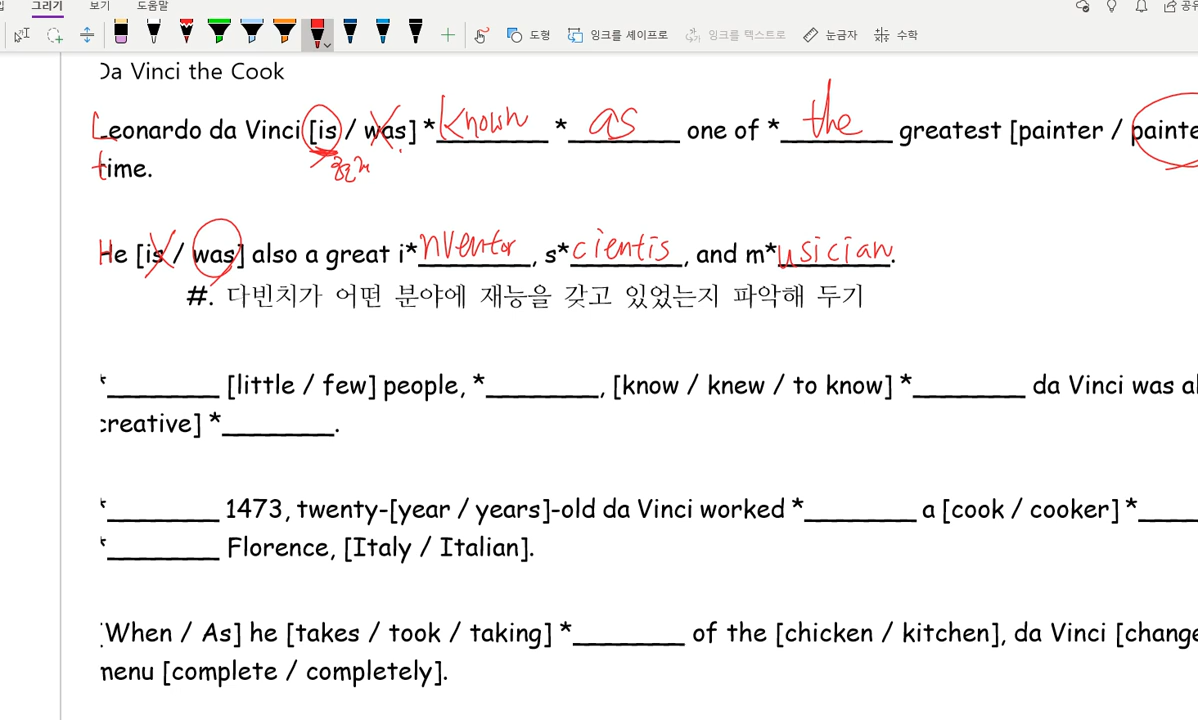 그리기 보기 도움말 공유
도형 잉크를 셰이프로 잉크를 텍스트로 눈금자 수학
Da Vinci the Cook
Leonardo da Vinci [is / was] *known *as one of *the greatest [painter / painte
time.
He [is / was] also a great i*nventor, s*cientis, and m*usician.
#. 다빈치가 어떤 분야에 재능을 갖고 있었는지 파악해 두기
*________ [little / few] people, *________, [know / knew / to know] *________ da Vinci was al
creative] *________.
*________ 1473, twenty-[year / years]-old da Vinci worked *________ a [cook / cooker] *____
*________ Florence, [Italy / Italian].
[When / As] he [takes / took / taking] *________ of the [chicken / kitchen], da Vinci [change
menu [complete / completely].